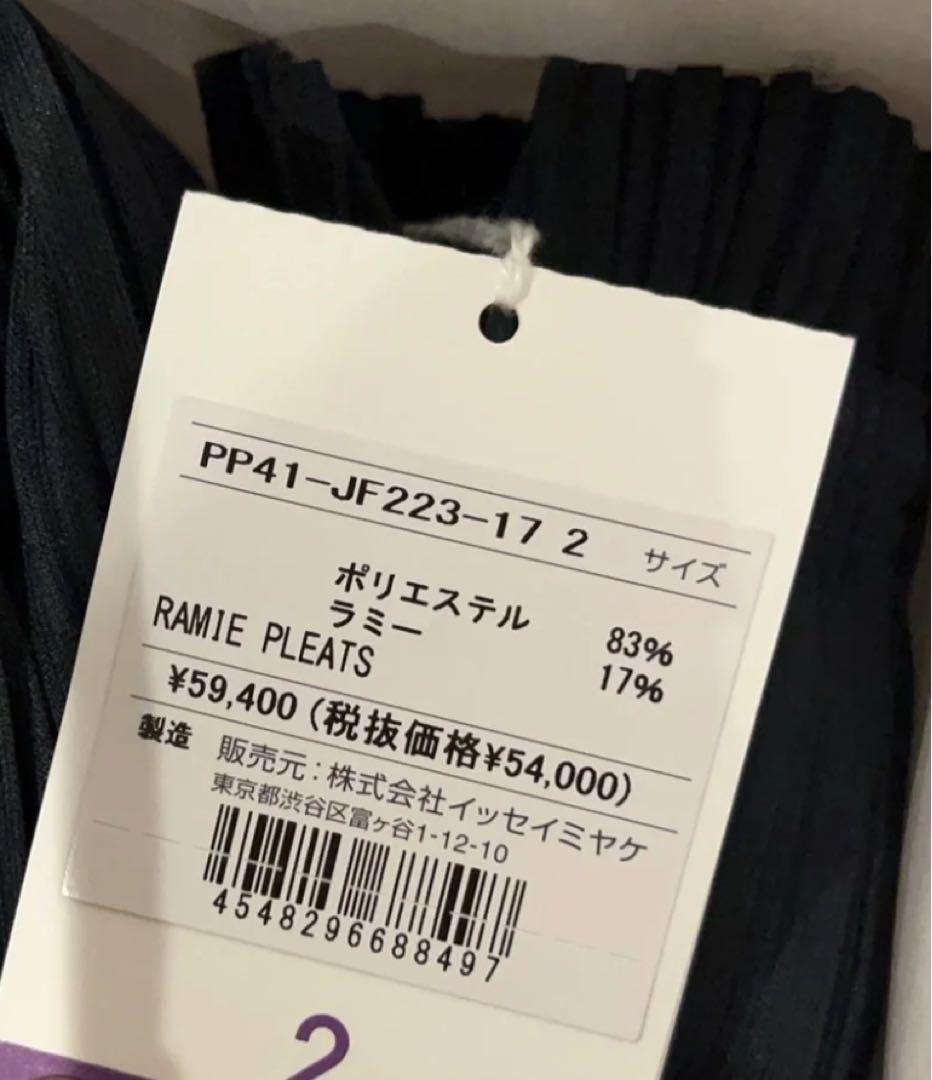 PP41-JF223-17 2 サイズ
ポリエステル 83%
ラミー 17%
RAMIE PLEATS
¥59,400 (税抜価格¥54,000)
製造 販売元:株式会社イッセイミヤケ
東京都渋谷区富ヶ谷1-12-10
4548296688497
2